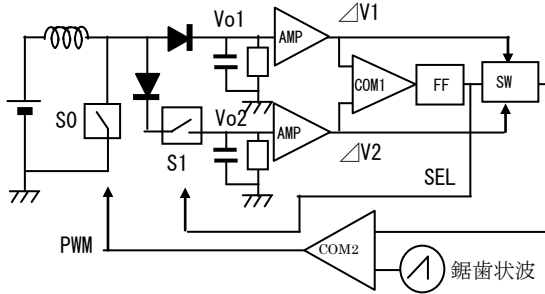 Vo1
AMP
⊿V1
COM1
FF
SW
S0
S1
Vo2
AMP
⊿V2
SEL
PWM
COM2
鋸歯状波